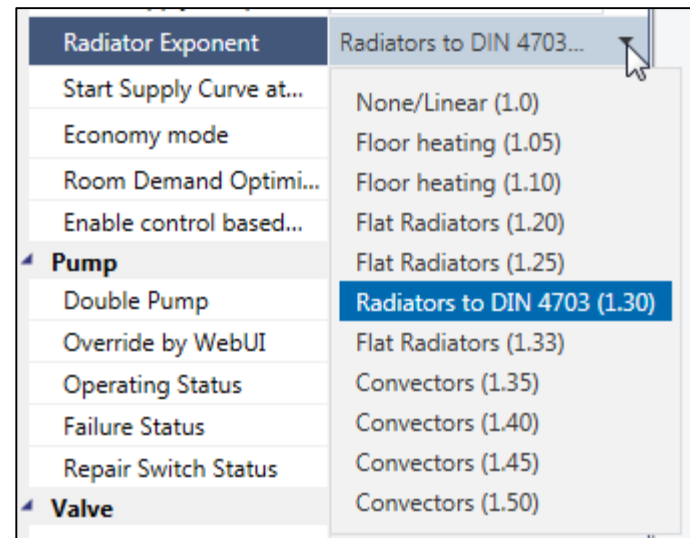 Radiator Exponent
Radiators to DIN 4703...
Start Supply Curve at...
Economy mode
Room Demand Optimi...
Enable control based...
Pump
Double Pump
Override by WebUI
Operating Status
Failure Status
Repair Switch Status
Valve
None/Linear (1.0)
Floor heating (1.05)
Floor heating (1.10)
Flat Radiators (1.20)
Flat Radiators (1.25)
Radiators to DIN 4703 (1.30)
Flat Radiators (1.33)
Convectors (1.35)
Convectors (1.40)
Convectors (1.45)
Convectors (1.50)